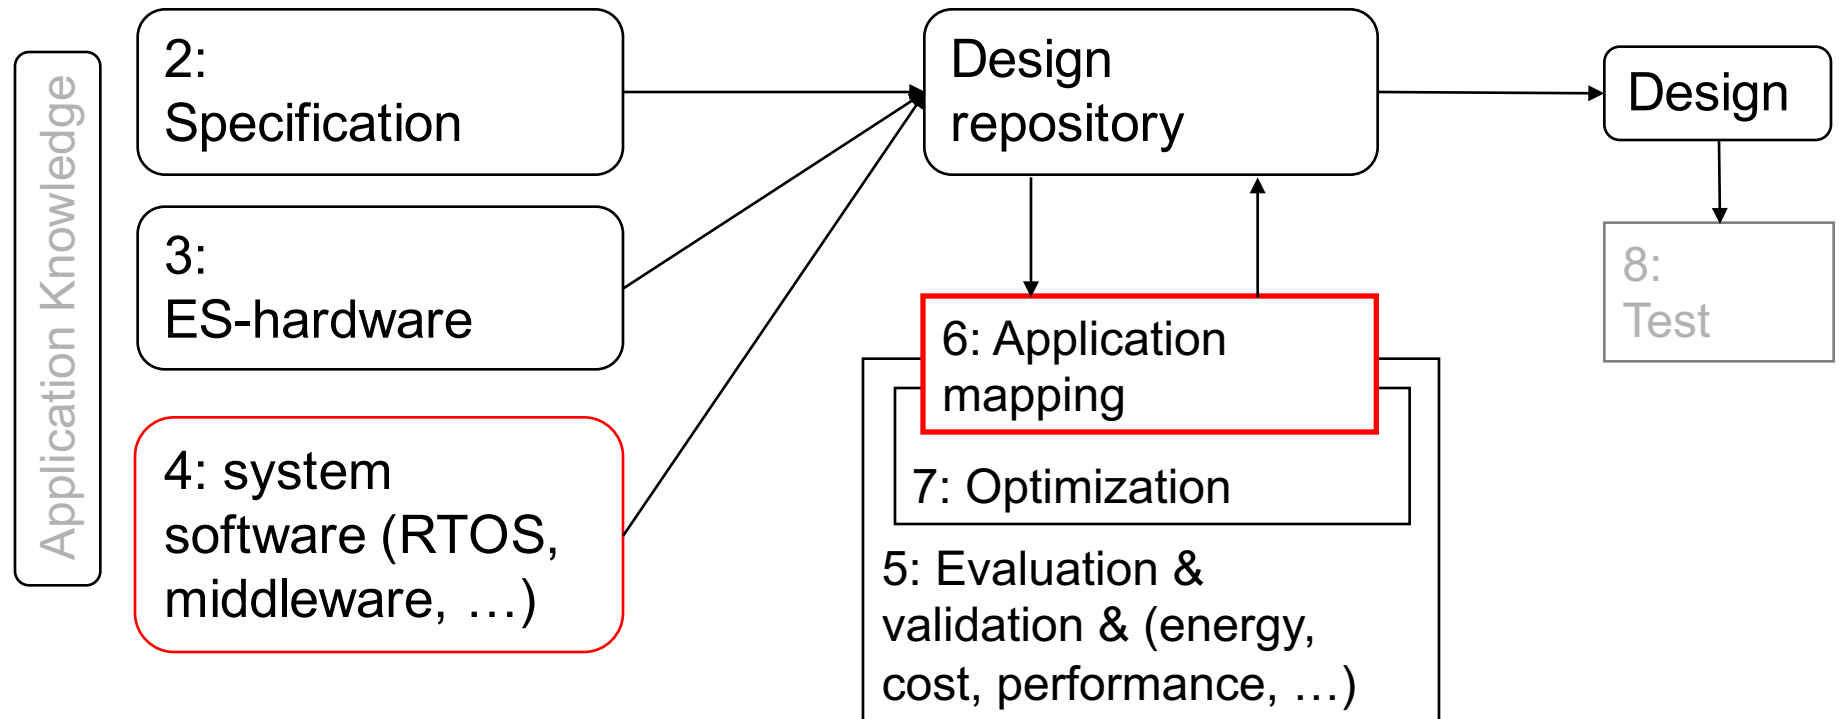 Application Knowledge
2:
Specification
3:
ES-hardware
4: system
software (RTOS,
middleware, …)
Design
repository
6: Application
mapping
7: Optimization
5: Evaluation &
validation & (energy,
cost, performance, …)
Design
8:
Test